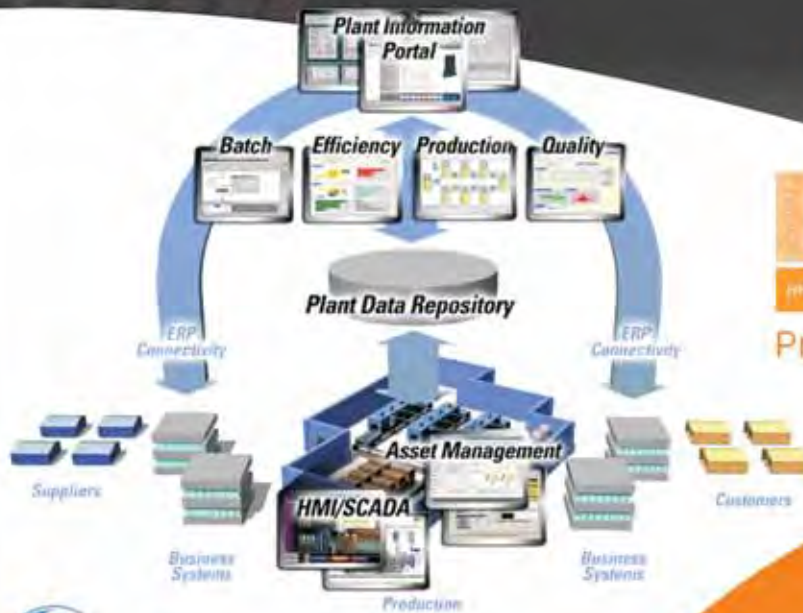 Plant Information
Portal
Batch
Efficiency
Production
Quality
Plant Data Repository
ERP
Connectivity
ERP
Connectivity
Asset Management
HMI/SCADA
Suppliers
Customers
Business
Systems
Business
Systems
Production